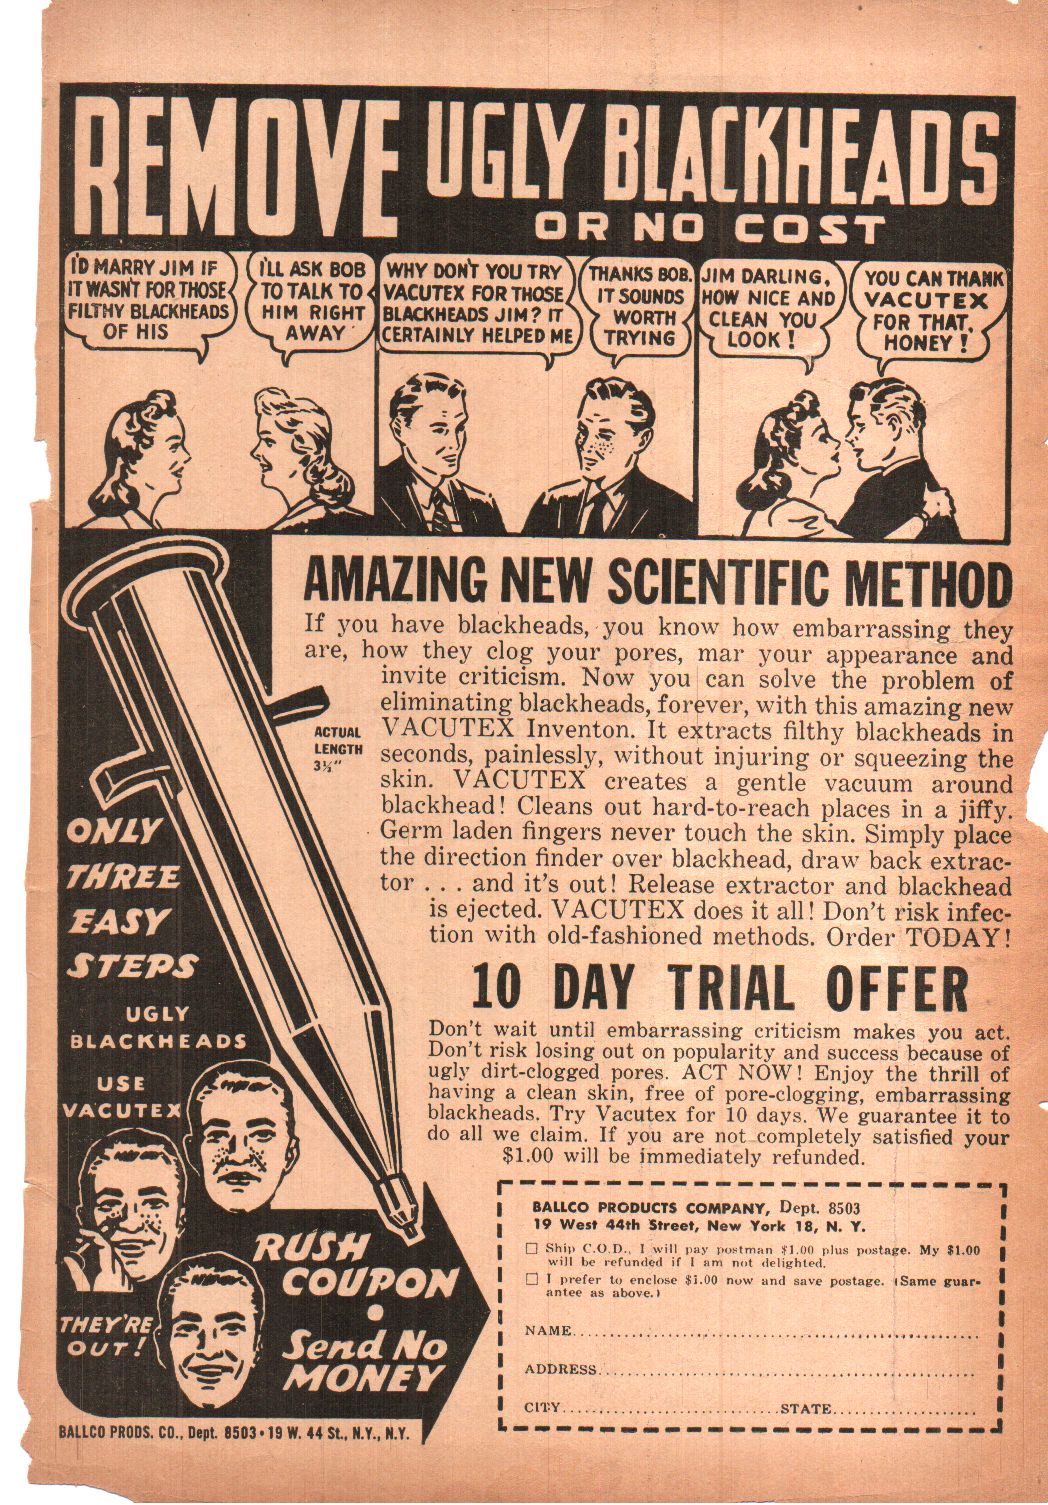 REMOVE UGLY BLACKHEADS
OR NO COST
I'D MARRY JIM IF
IT WASN'T FOR THOSE
FILTHY BLACKHEADS
OF HIS
I'LL ASK BOB
TO TALK TO
HIM RIGHT
AWAY
WHY DON'T YOU TRY
VACUTEX FOR THOSE
BLACKHEADS JIM? IT
CERTAINLY HELPED ME
THANKS BOB.
IT SOUNDS
WORTH
TRYING
JIM DARLING,
HOW NICE AND
CLEAN YOU
LOOK!
YOU CAN THANK
VACUTEX
FOR THAT,
HONEY!
AMAZING NEW SCIENTIFIC METHOD
If you have blackheads, you know how embarrassing they
are, how they clog your pores, mar your appearance and
invite criticism. Now you can solve the problem of
eliminating blackheads, forever, with this amazing new
VACUTEX Inventon. It extracts filthy blackheads in
seconds, painlessly, without injuring or squeezing the
skin. VACUTEX creates a gentle vacuum around
blackhead! Cleans out hard-to-reach places in a jiffy.
Germ laden fingers never touch the skin. Simply place
the direction finder over blackhead, draw back extrac-
tor . . . and it's out! Release extractor and blackhead
is ejected. VACUTEX does it all! Don't risk infec-
tion with old-fashioned methods. Order TODAY!
ACTUAL
LENGTH
3½"
ONLY
THREE
EASY
STEPS
UGLY
BLACKHEADS
USE
VACUTEX
THEY'RE
OUT!
10 DAY TRIAL OFFER
Don't wait until embarrassing criticism makes you act.
Don't risk losing out on popularity and success because of
ugly dirt-clogged pores. ACT NOW! Enjoy the thrill of
having a clean skin, free of pore-clogging, embarrassing
blackheads. Try Vacutex for 10 days. We guarantee it to
do all we claim. If you are not completely satisfied your
$1.00 will be immediately refunded.
RUSH
COUPON
•
Send No
MONEY
BALLCO PRODUCTS COMPANY, Dept. 8503
19 West 44th Street, New York 18, N. Y.
☐ Ship C.O.D., I will pay postman $1.00 plus postage. My $1.00
will be refunded if I am not delighted.
☐ I prefer to enclose $1.00 now and save postage. (Same guar-
antee as above.)
NAME
ADDRESS
CITY STATE
BALLCO PRODS. CO., Dept. 8503 • 19 W. 44 St., N.Y., N.Y.